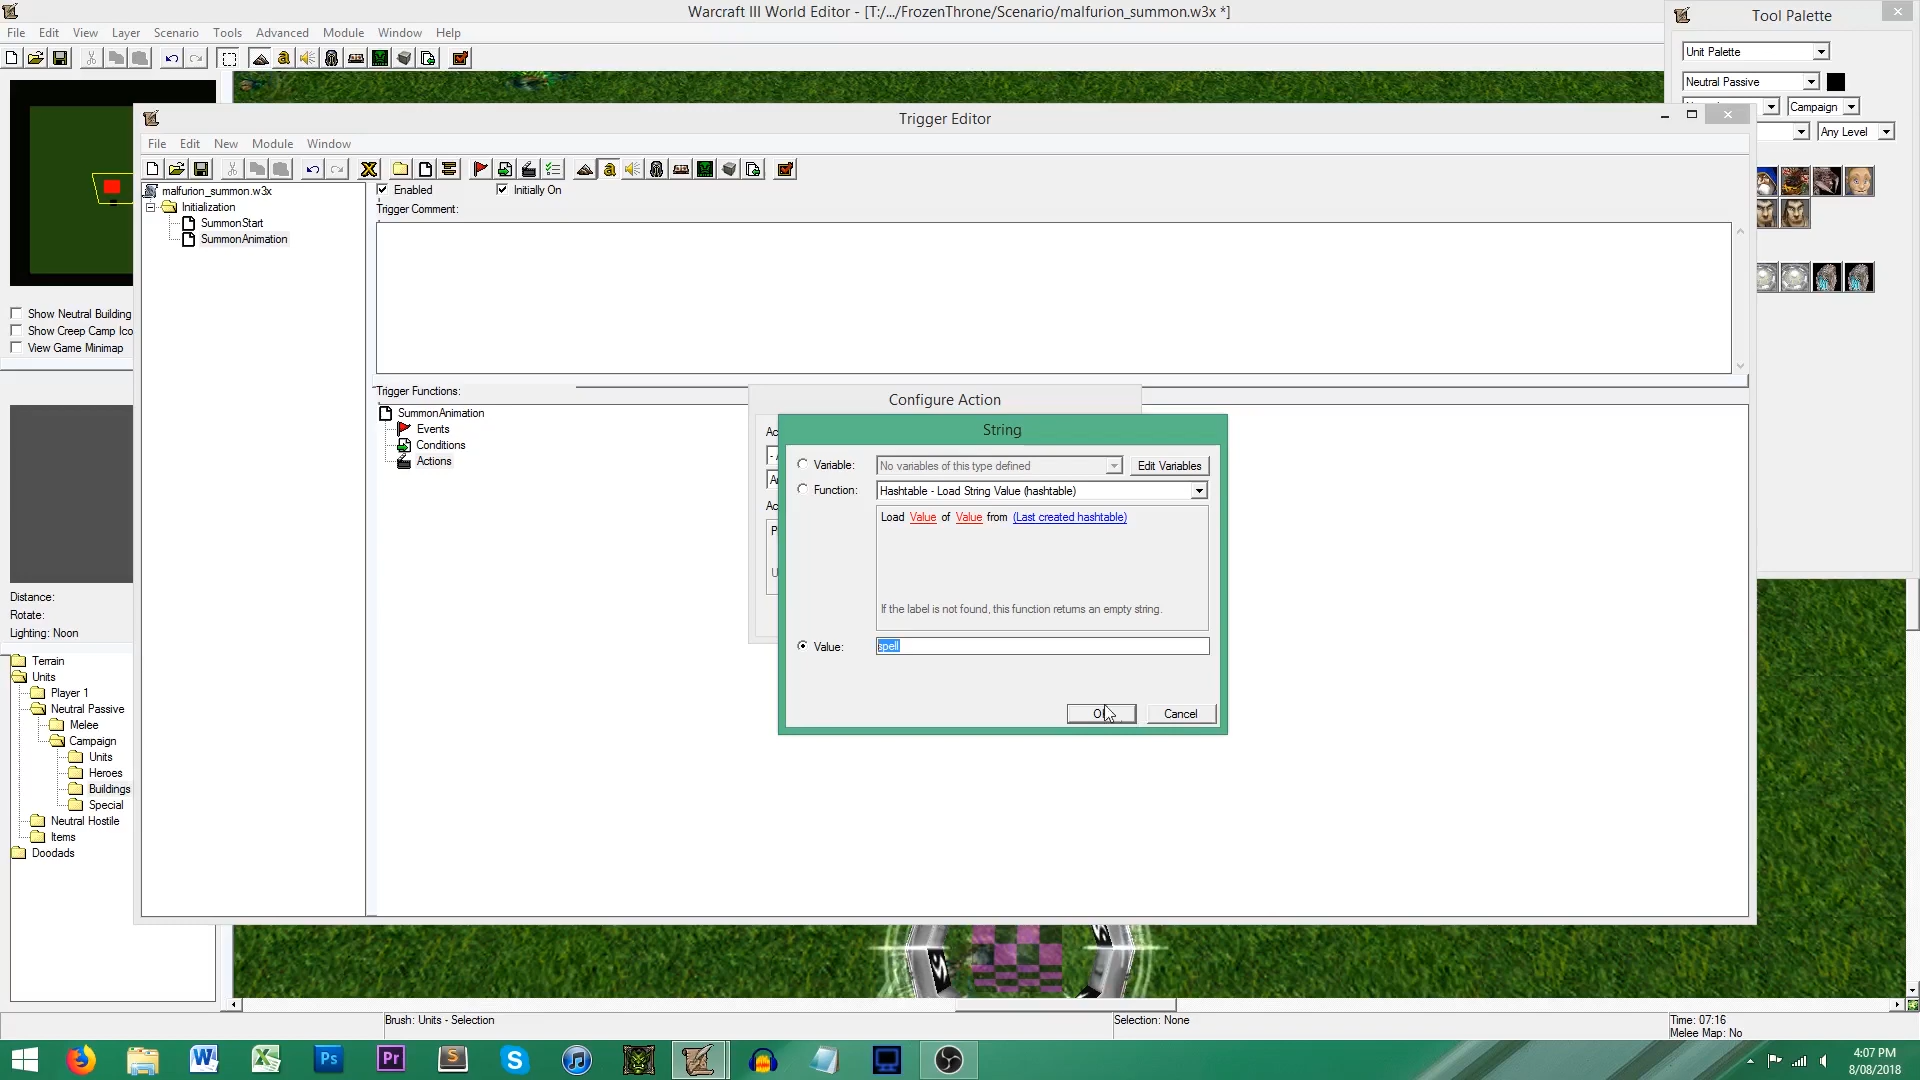 Warcraft III World Editor - [T:/.../FrozenThrone/Scenario/malfurion_summon.w3x *]
Tool Palette
File Edit View Layer Scenario Tools Advanced Module Window Help
Unit Palette
Neutral Passive
Campaign
Any Level
Trigger Editor
File Edit New Module Window
malfurion_summon.w3x
Initialization
SummonStart
SummonAnimation
Enabled
Initially On
Trigger Comment:
Show Neutral Building
Show Creep Camp Ico
View Game Minimap
Trigger Functions:
SummonAnimation
Events
Conditions
Actions
Configure Action
String
Variable:
No variables of this type defined
Edit Variables
Function:
Hashtable - Load String Value (hashtable)
Load Value of Value from (Last created hashtable)
If the label is not found, this function returns an empty string.
Value:
spell
Cancel
Distance:
Rotate:
Lighting: Noon
Terrain
Units
Player 1
Neutral Passive
Melee
Campaign
Units
Heroes
Buildings
Special
Neutral Hostile
Items
Doodads
Brush: Units - Selection
Selection: None
Time: 07:16
Melee Map: No
4:07 PM
8/08/2018